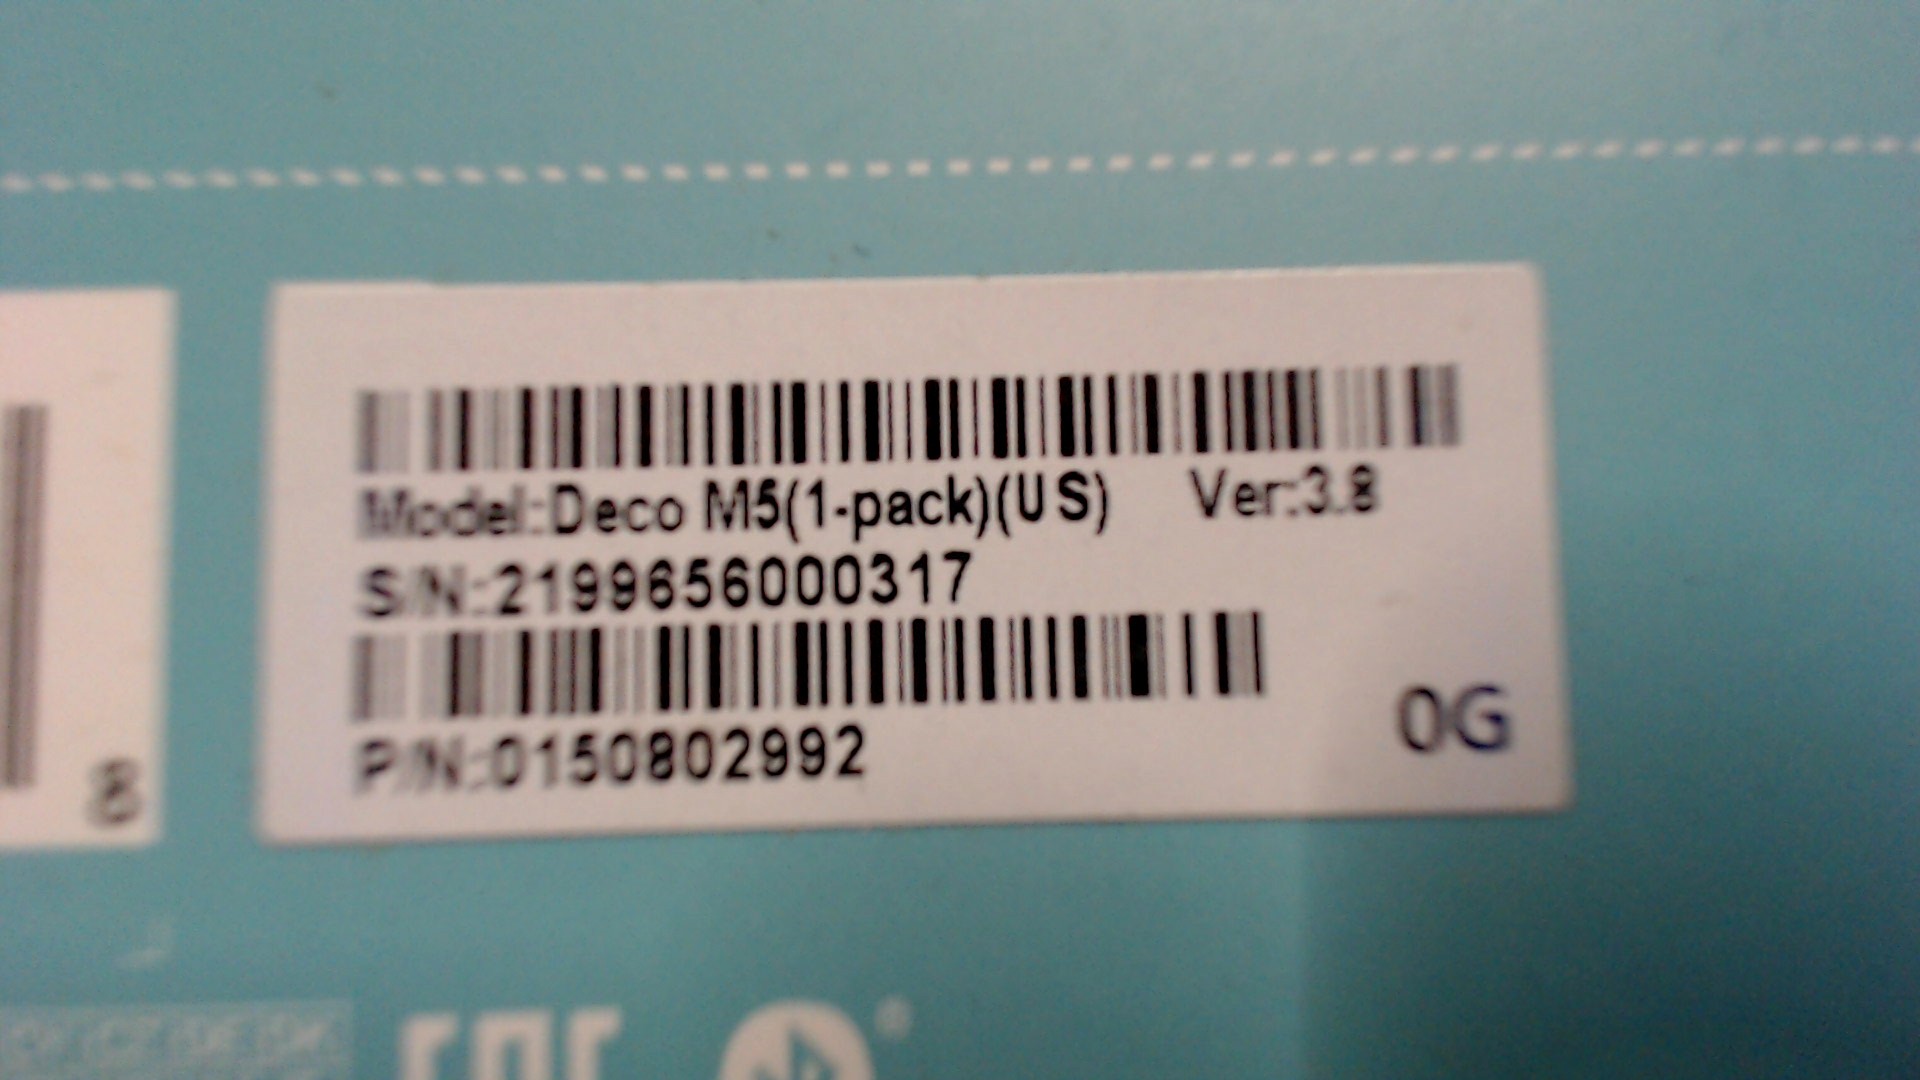 Model:Deco M5(1-pack)(US) Ver:3.8
S/N:2199656000317
P/N:0150802992
0G
8